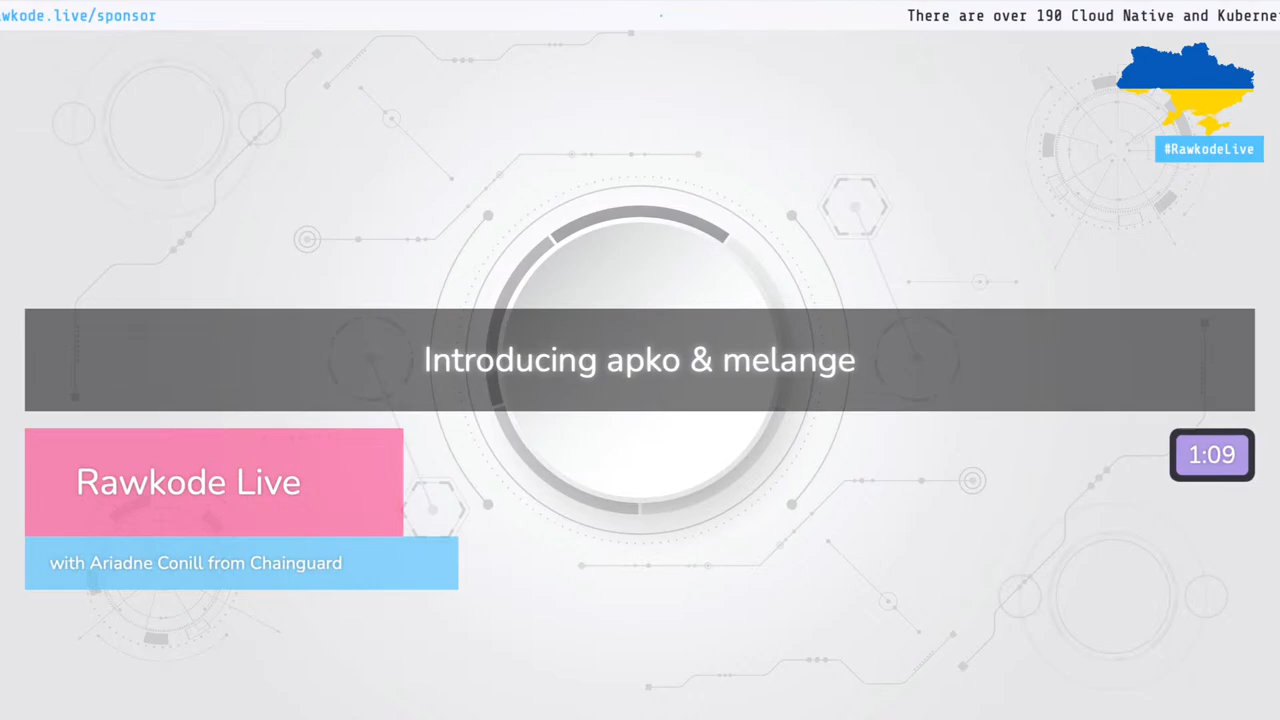 wkode.live/sponsor
There are over 190 Cloud Native and Kuberne
#RawkodeLive
Introducing apko & melange
Rawkode Live
1:09
with Ariadne Conill from Chainguard